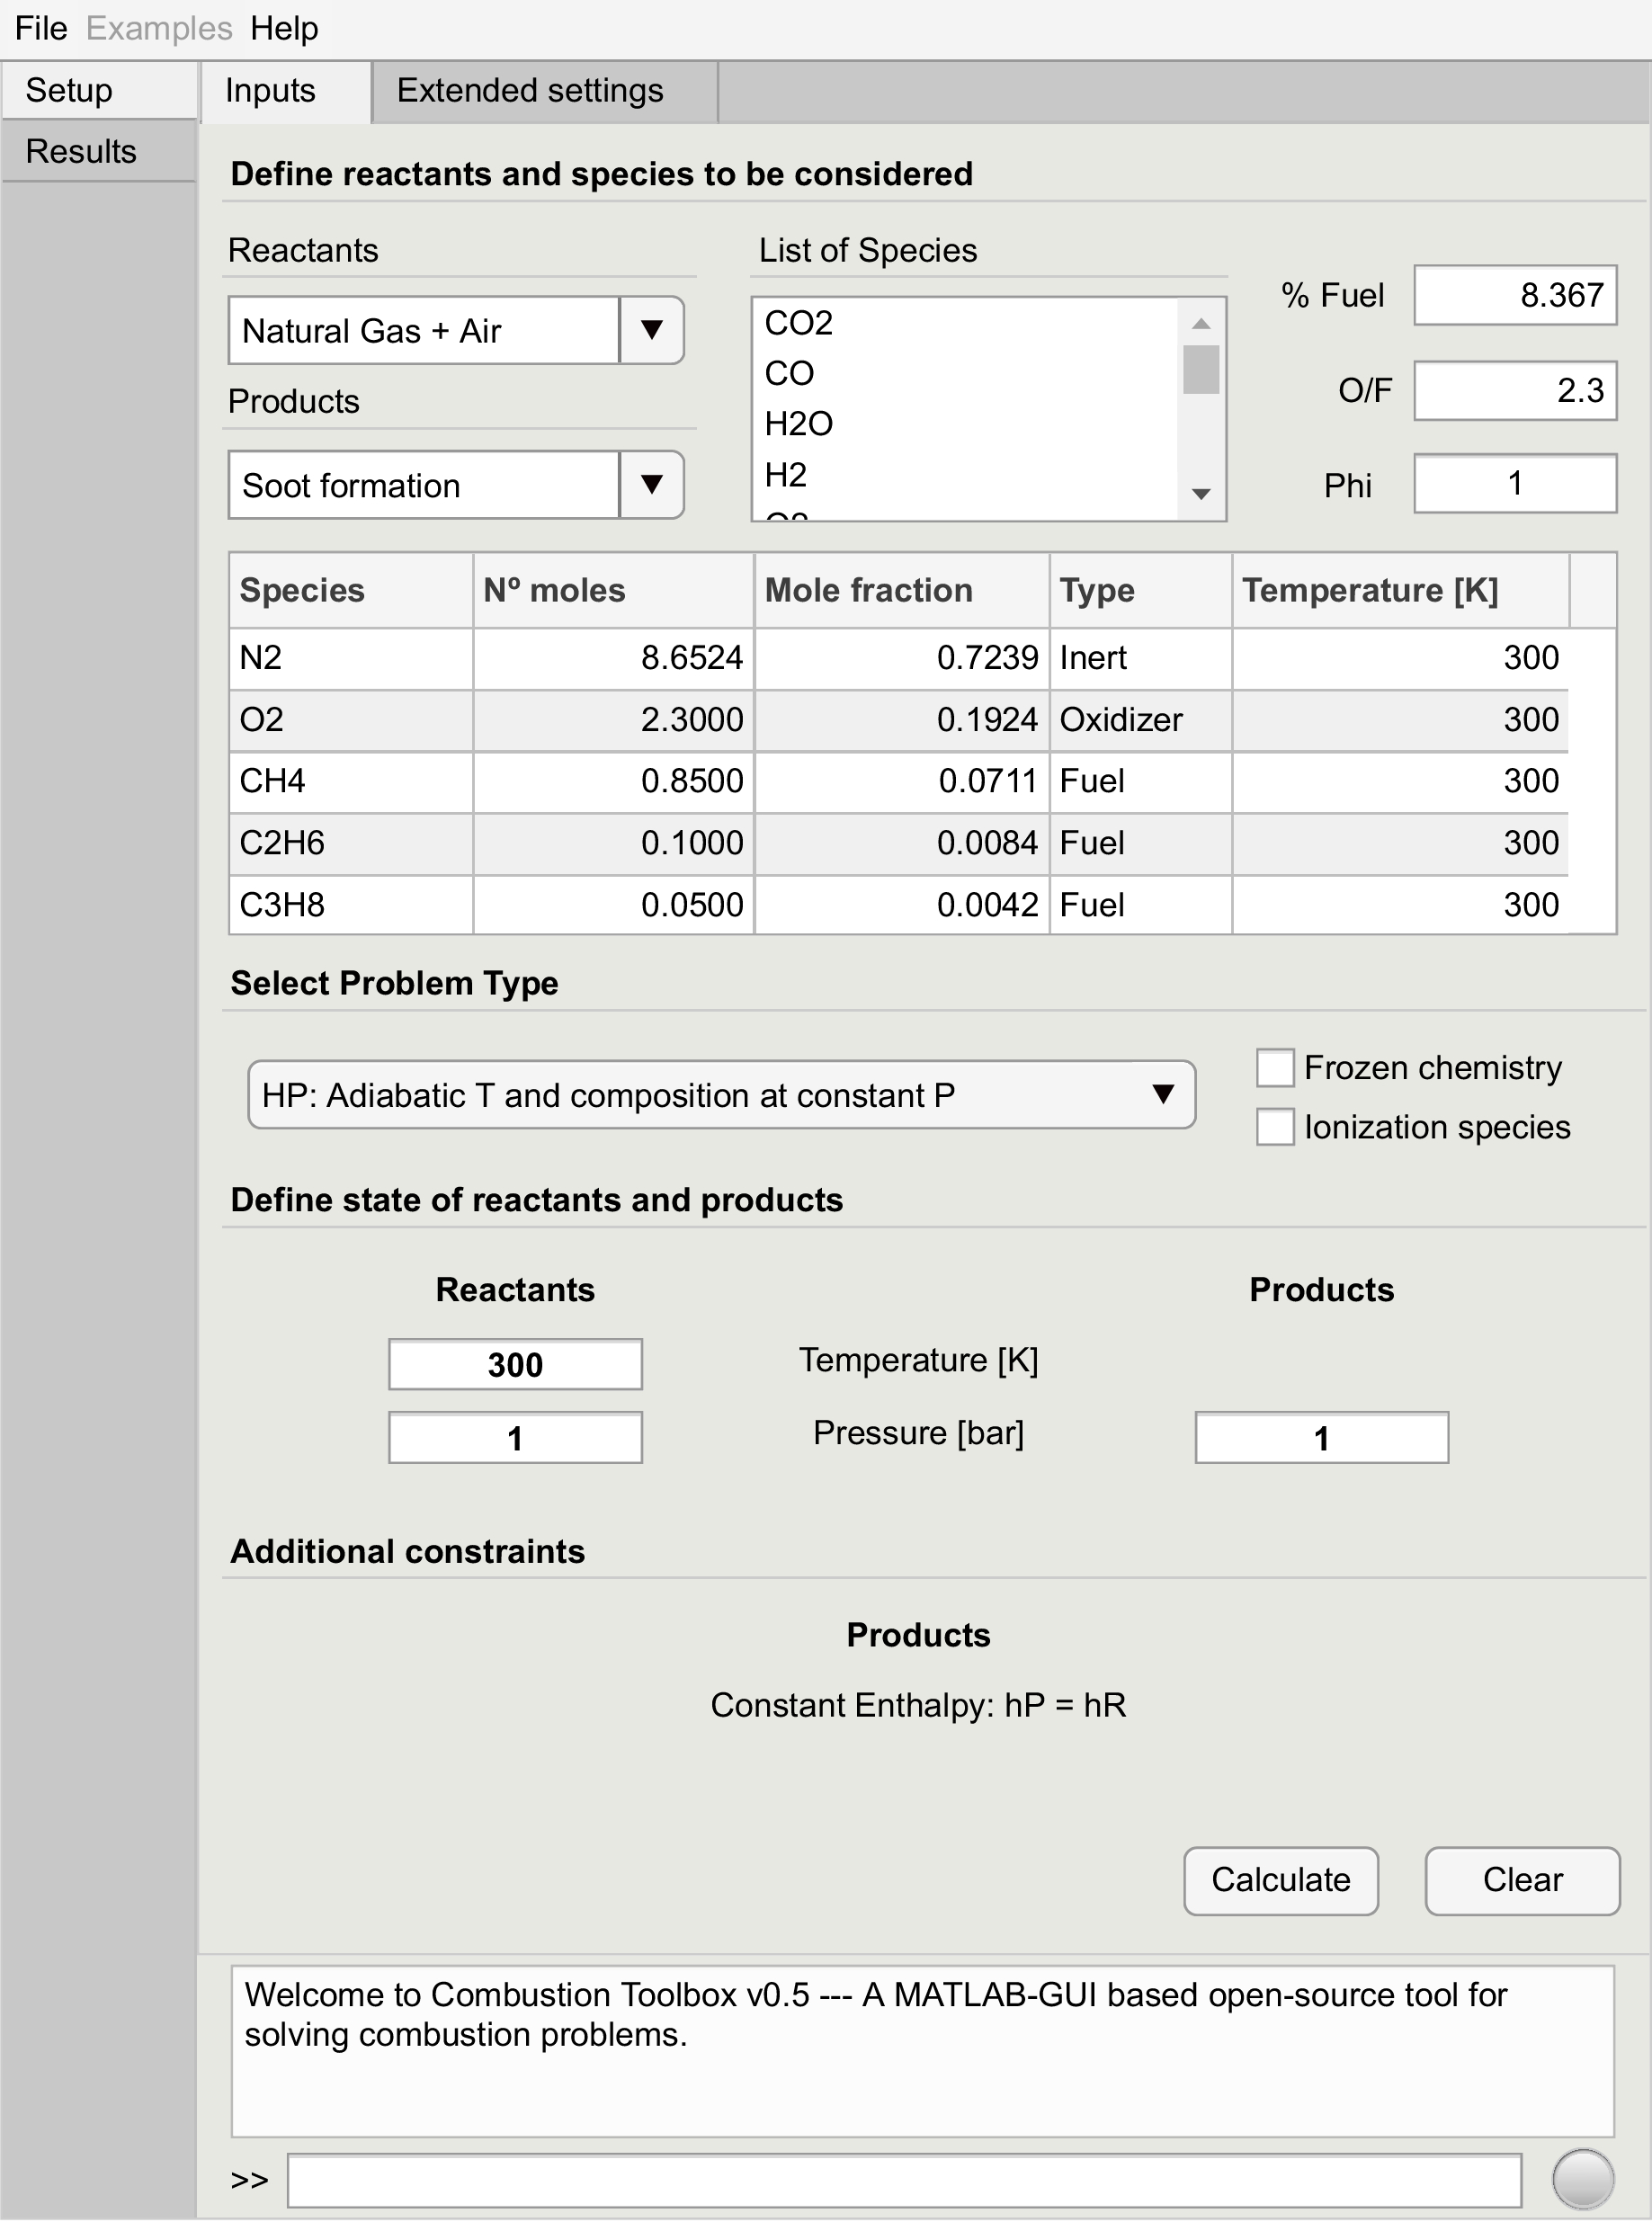 File Examples Help
Setup Inputs Extended settings
Results
Define reactants and species to be considered
Reactants List of Species
% Fuel 8.367
Natural Gas + Air
CO2
CO
H2O
H2
O/F 2.3
Products
Soot formation
Phi 1
Species Nº moles Mole fraction Type Temperature [K]
N2 8.6524 0.7239 Inert 300
O2 2.3000 0.1924 Oxidizer 300
CH4 0.8500 0.0711 Fuel 300
C2H6 0.1000 0.0084 Fuel 300
C3H8 0.0500 0.0042 Fuel 300
Select Problem Type
HP: Adiabatic T and composition at constant P
Frozen chemistry
Ionization species
Define state of reactants and products
Reactants Products
300 Temperature [K]
1 Pressure [bar] 1
Additional constraints
Products
Constant Enthalpy: hP = hR
Calculate Clear
Welcome to Combustion Toolbox v0.5 --- A MATLAB-GUI based open-source tool for
solving combustion problems.
>>